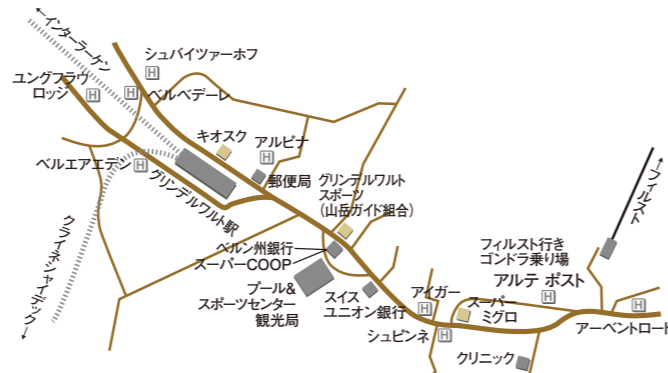 ←インターラーケン
シュバイツァーホフ
H
ユングフラウ
ロッジ
H
H
ベルベデーレ
キオスク
アルピナ
H
ベルエアエデン
H
郵便局
グリンデルワルト駅
グリンデルワルト
スポーツ
(山岳ガイド組合)
←フィルスト
クライネシャイデック→
ベルン州銀行
スーパーCOOP
フィルスト行き
ゴンドラ乗り場
プール&
スポーツセンター
観光局
スイス
ユニオン銀行
アイガー
H
シュピンネ
H
スーパー
ミグロ
アルテ ポスト
H
アーベントロート
H
クリニック